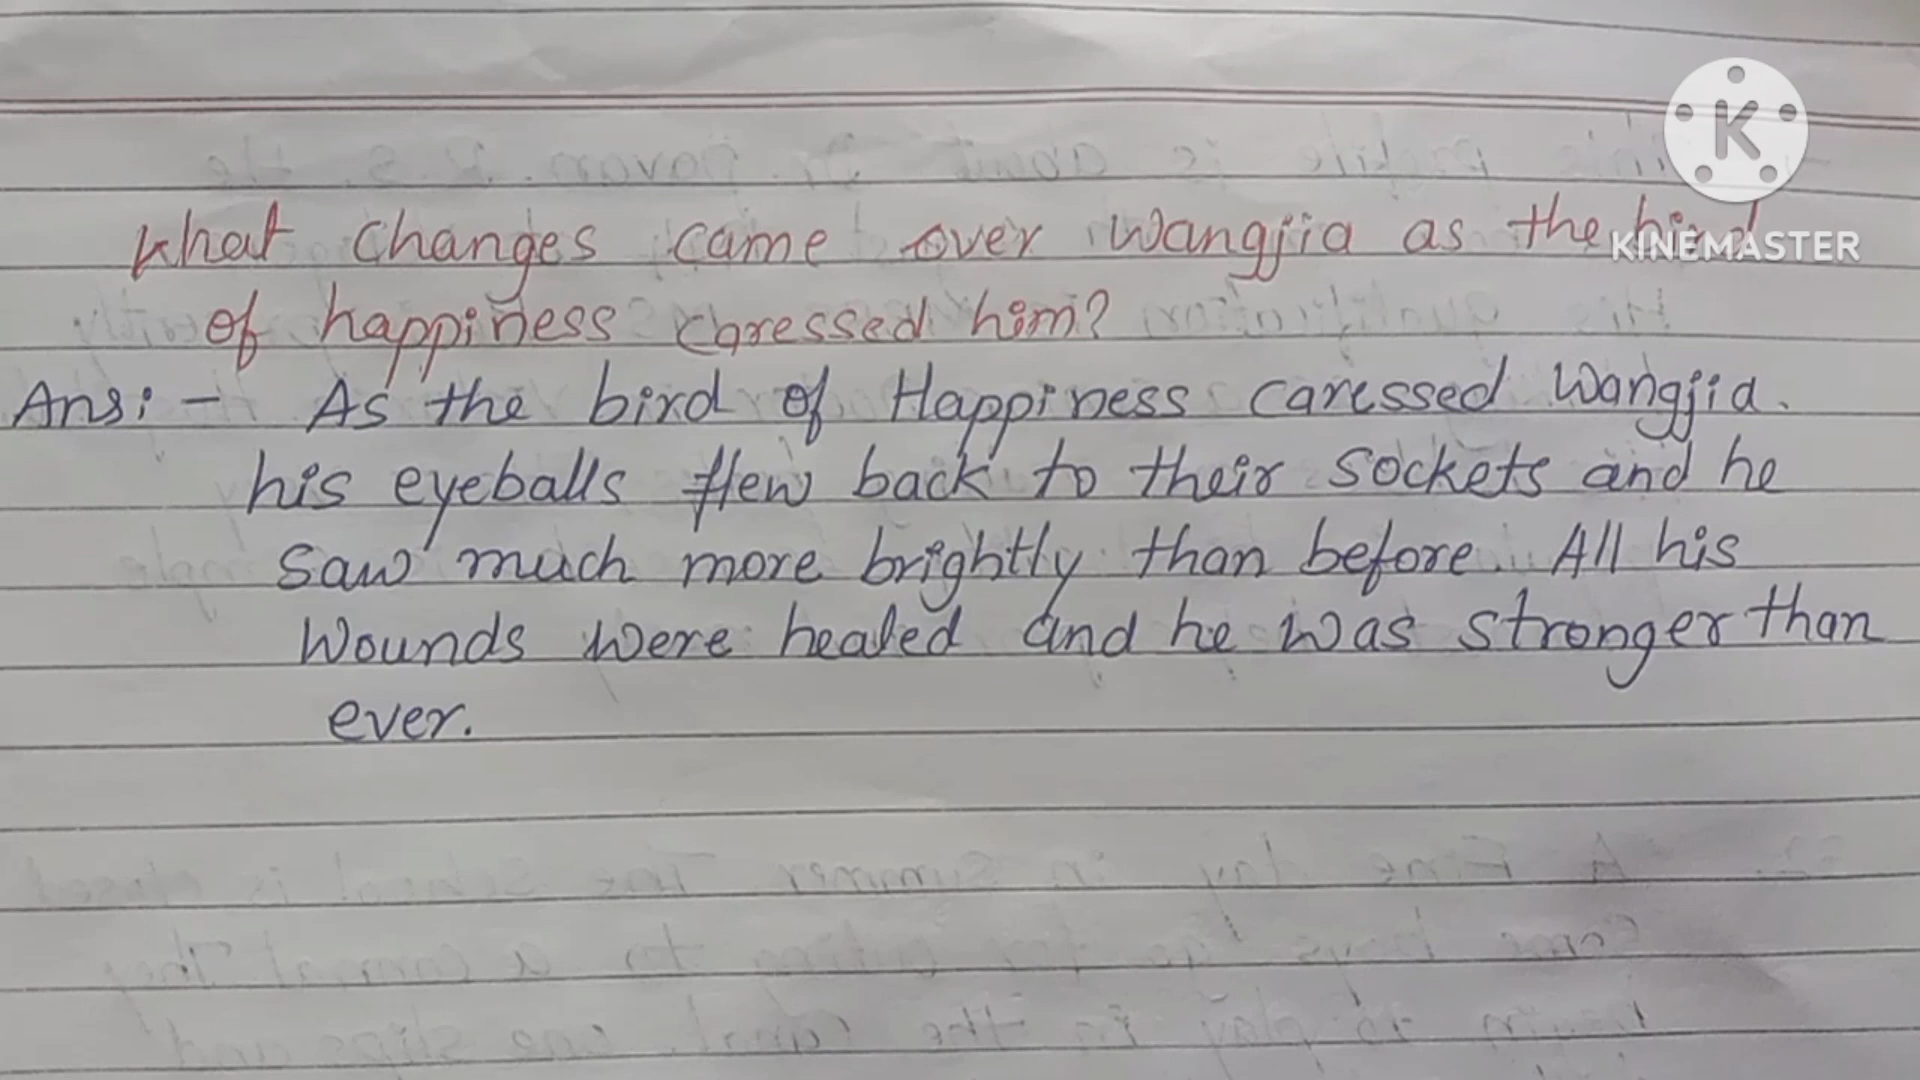 What changes came over Wangjia as the bird
of happiness caressed him?
Ans:- As the bird of Happiness caressed Wangjia.
his eyeballs flew back to their sockets and he
saw much more brightly than before. All his
wounds were healed and he was stronger than
ever.
K
KINEMASTER